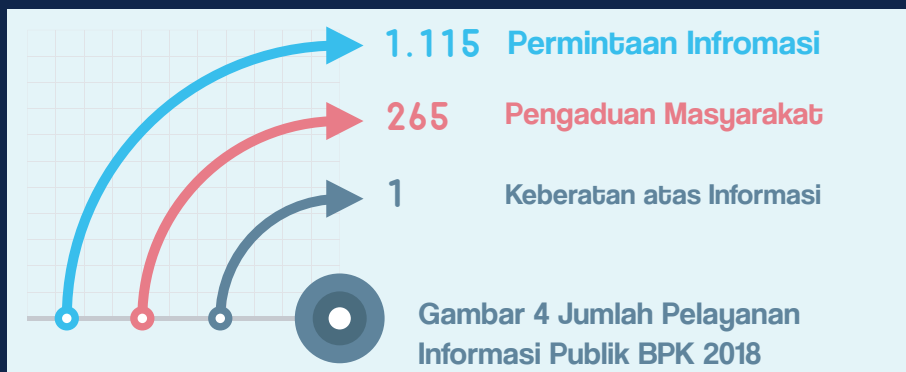 1.115 Permintaan Infromasi
265 Pengaduan Masyarakat
1 Keberatan atas Informasi
Gambar 4 Jumlah Pelayanan
Informasi Publik BPK 2018